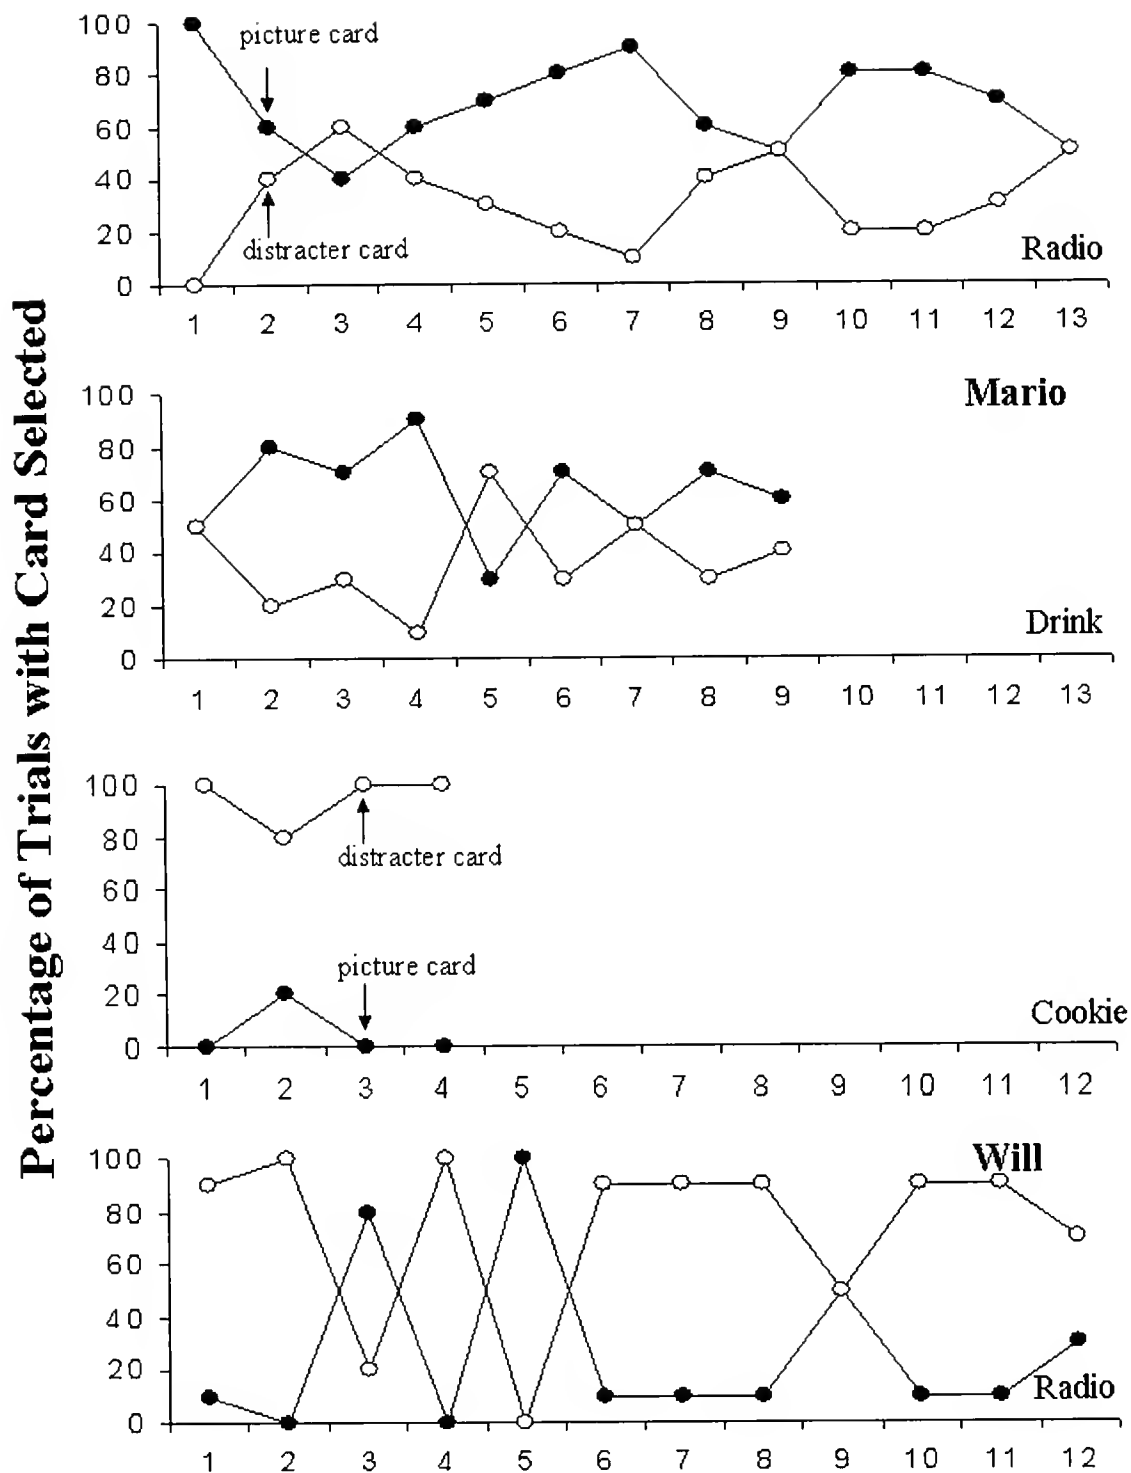 Percentage of Trials with Card Selected
100
picture card
80
60
40
20
distracter card
Radio
0
1 2 3 4 5 6 7 8 9 10 11 12 13
Mario
100
80
60
40
20
Drink
0
1 2 3 4 5 6 7 8 9 10 11 12 13
100
80
distracter card
60
40
picture card
20
Cookie
0
1 2 3 4 5 6 7 8 9 10 11 12
Will
100
80
60
40
20
Radio
0
1 2 3 4 5 6 7 8 9 10 11 12